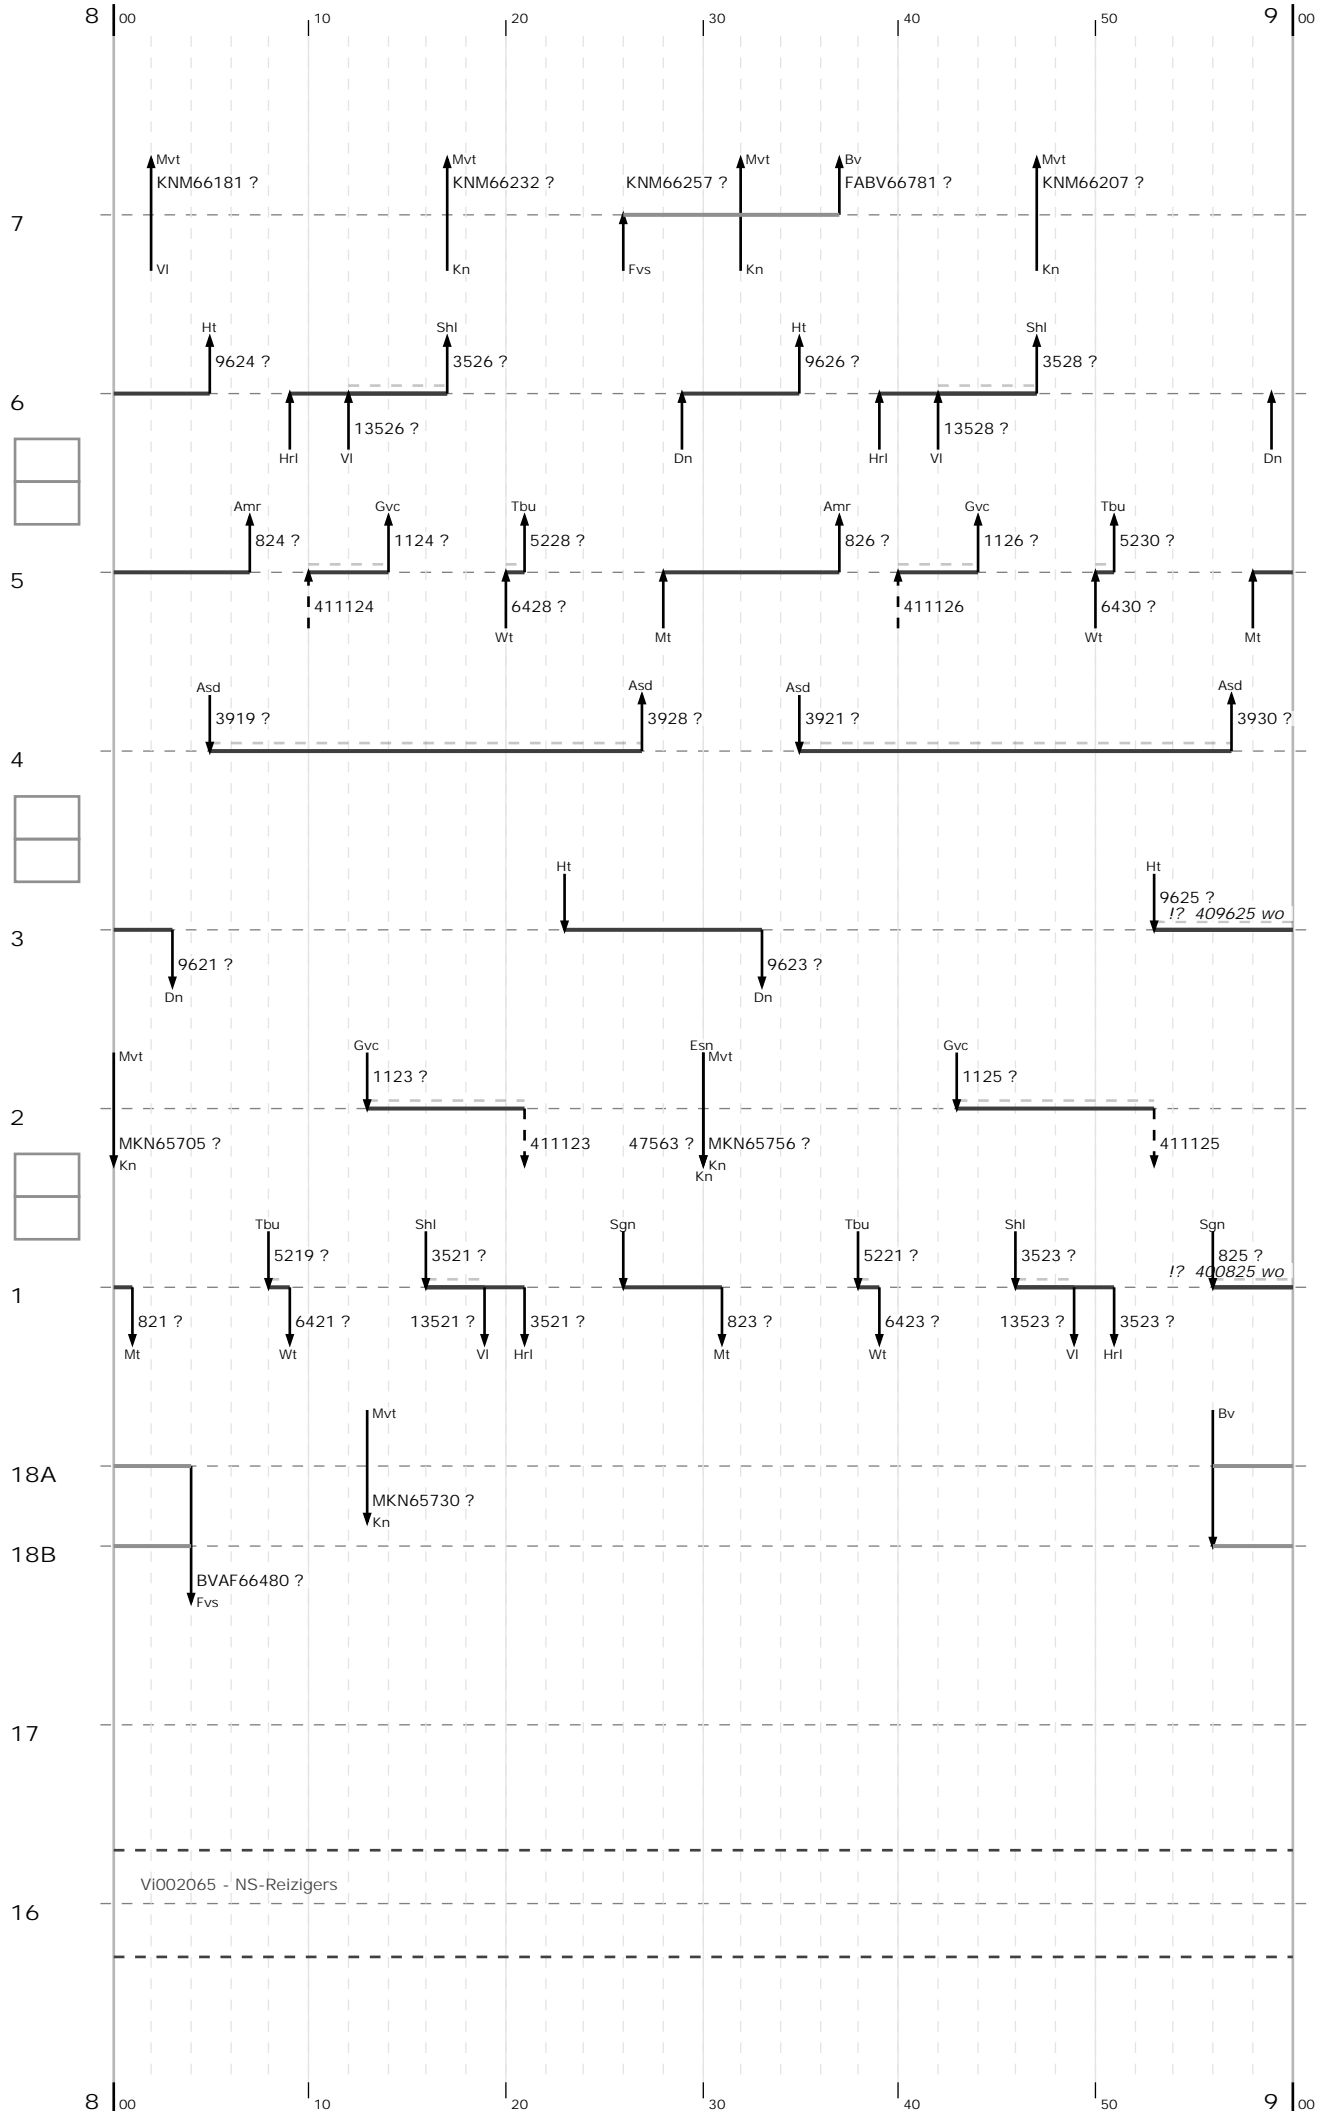 8 00 10 20 30 40 50 9 00
Mvt Mvt Mvt Bv Mvt
KNM66181 ? KNM66232 ? KNM66257 ? FABV66781 ? KNM66207 ?
7
Vl Kn Fvs Kn Kn
Ht Shl Ht Shl
9624 ? 3526 ? 9626 ? 3528 ?
6
13526 ? 13528 ?
Hrl Vl Dn Hrl Vl Dn
Amr Gvc Tbu Amr Gvc Tbu
824 ? 1124 ? 5228 ? 826 ? 1126 ? 5230 ?
5
411124 6428 ? 411126 6430 ?
Wt Mt Wt Mt
Asd Asd Asd Asd
3919 ? 3928 ? 3921 ? 3930 ?
4
Ht Ht
9625 ?
!? 409625 wo
3
9621 ? 9623 ?
Dn Dn
Mvt Gvc Esn Mvt Gvc
1123 ? 1125 ?
2
MKN65705 ? 411123 47563 ? MKN65756 ? 411125
Kn Kn
Kn
Tbu Shl Sgn Tbu Shl Sgn
5219 ? 3521 ? 5221 ? 3523 ? 825 ?
!? 400825 wo
1
821 ? 6421 ? 13521 ? 3521 ? 823 ? 6423 ? 13523 ? 3523 ?
Mt Wt Vl Hrl Mt Wt Vl Hrl
Mvt Bv
18A
MKN65730 ?
Kn
18B
BVAF66480 ?
Fvs
17
Vi002065 - NS-Reizigers
16
8 00 10 20 30 40 50 9 00